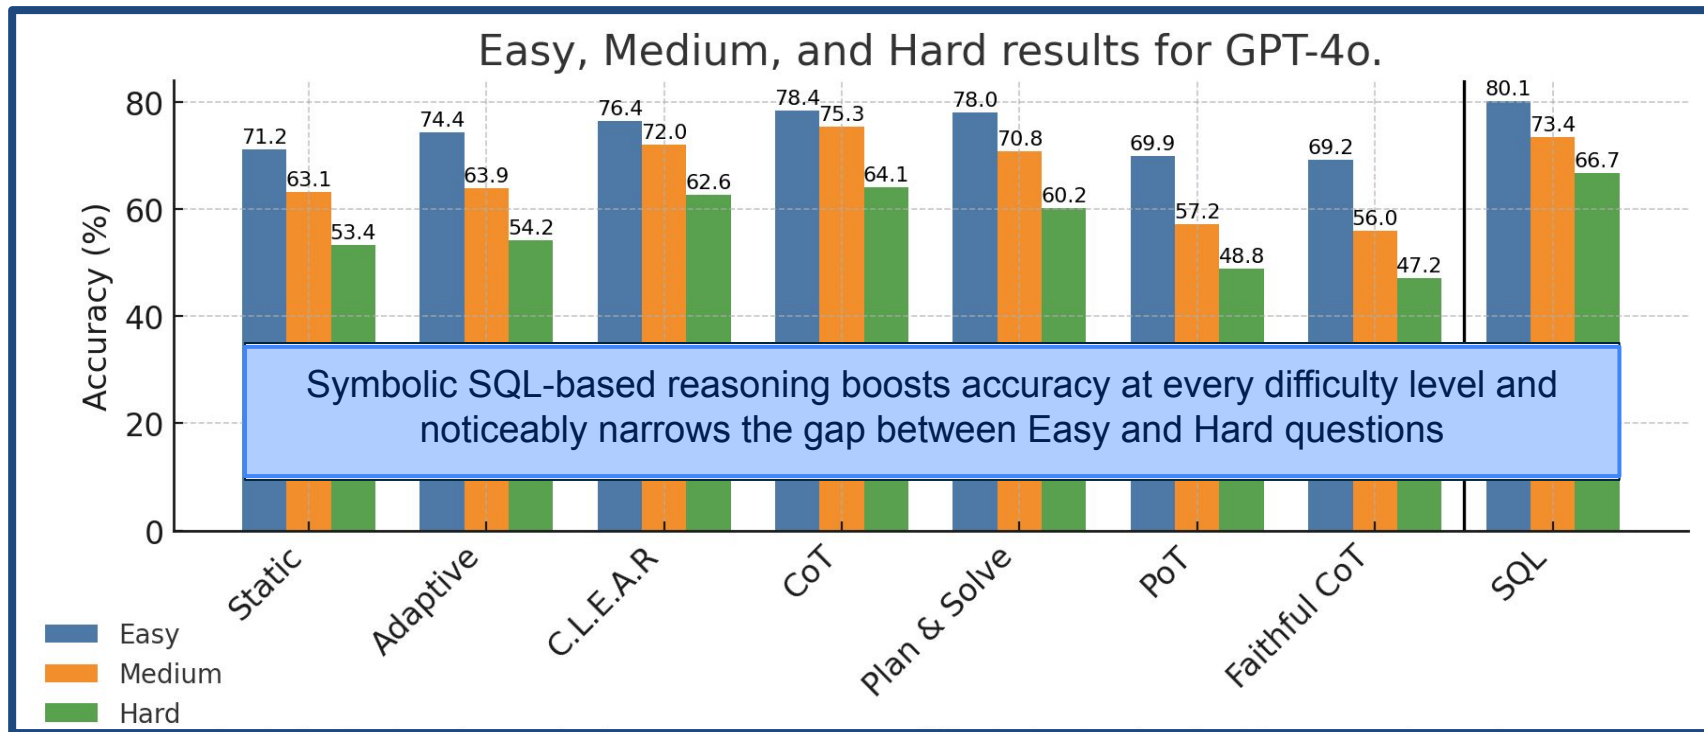 Easy, Medium, and Hard results for GPT-4o.
Accuracy (%)
80
60
40
20
0
71.2
63.1
53.4
74.4
63.9
54.2
76.4
72.0
62.6
78.4
75.3
64.1
78.0
70.8
60.2
69.9
57.2
48.8
69.2
56.0
47.2
80.1
73.4
66.7
Symbolic SQL-based reasoning boosts accuracy at every difficulty level and
noticeably narrows the gap between Easy and Hard questions
Static
Adaptive
C.L.E.A.R
CoT
Plan & Solve
PoT
Faithful CoT
SQL
Easy
Medium
Hard